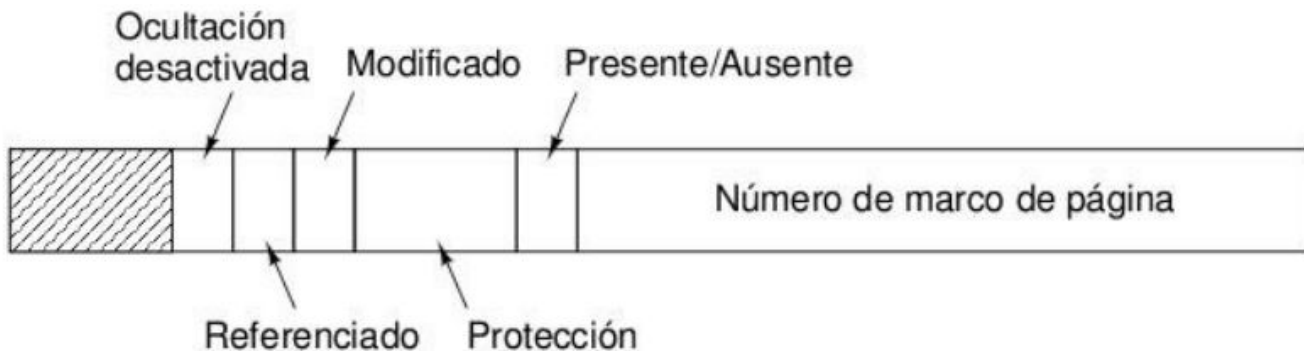 Ocultación
desactivada
Modificado
Presente/Ausente
Número de marco de página
Referenciado
Protección